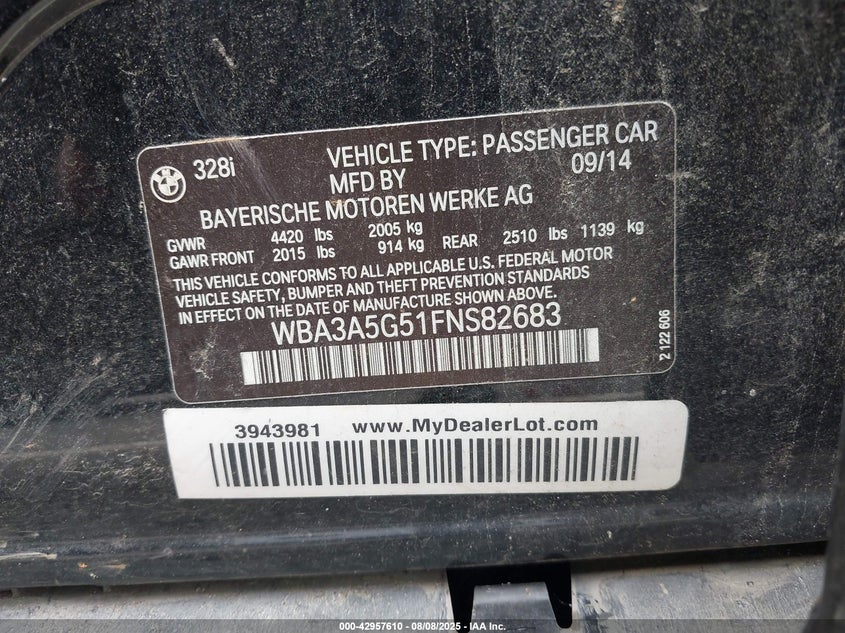 328i
VEHICLE TYPE: PASSENGER CAR
MFD BY 09/14
BAYERISCHE MOTOREN WERKE AG
GVWR 4420 lbs 2005 kg
GAWR FRONT 2015 lbs 914 kg REAR 2510 lbs 1139 kg
THIS VEHICLE CONFORMS TO ALL APPLICABLE U.S. FEDERAL MOTOR
VEHICLE SAFETY, BUMPER AND THEFT PREVENTION STANDARDS
IN EFFECT ON THE DATE OF MANUFACTURE SHOWN ABOVE.
WBA3A5G51FNS82683
7 122 606
3943981 www.MyDealerLot.com
000-42957610 - 08/08/2025 - IAA Inc.